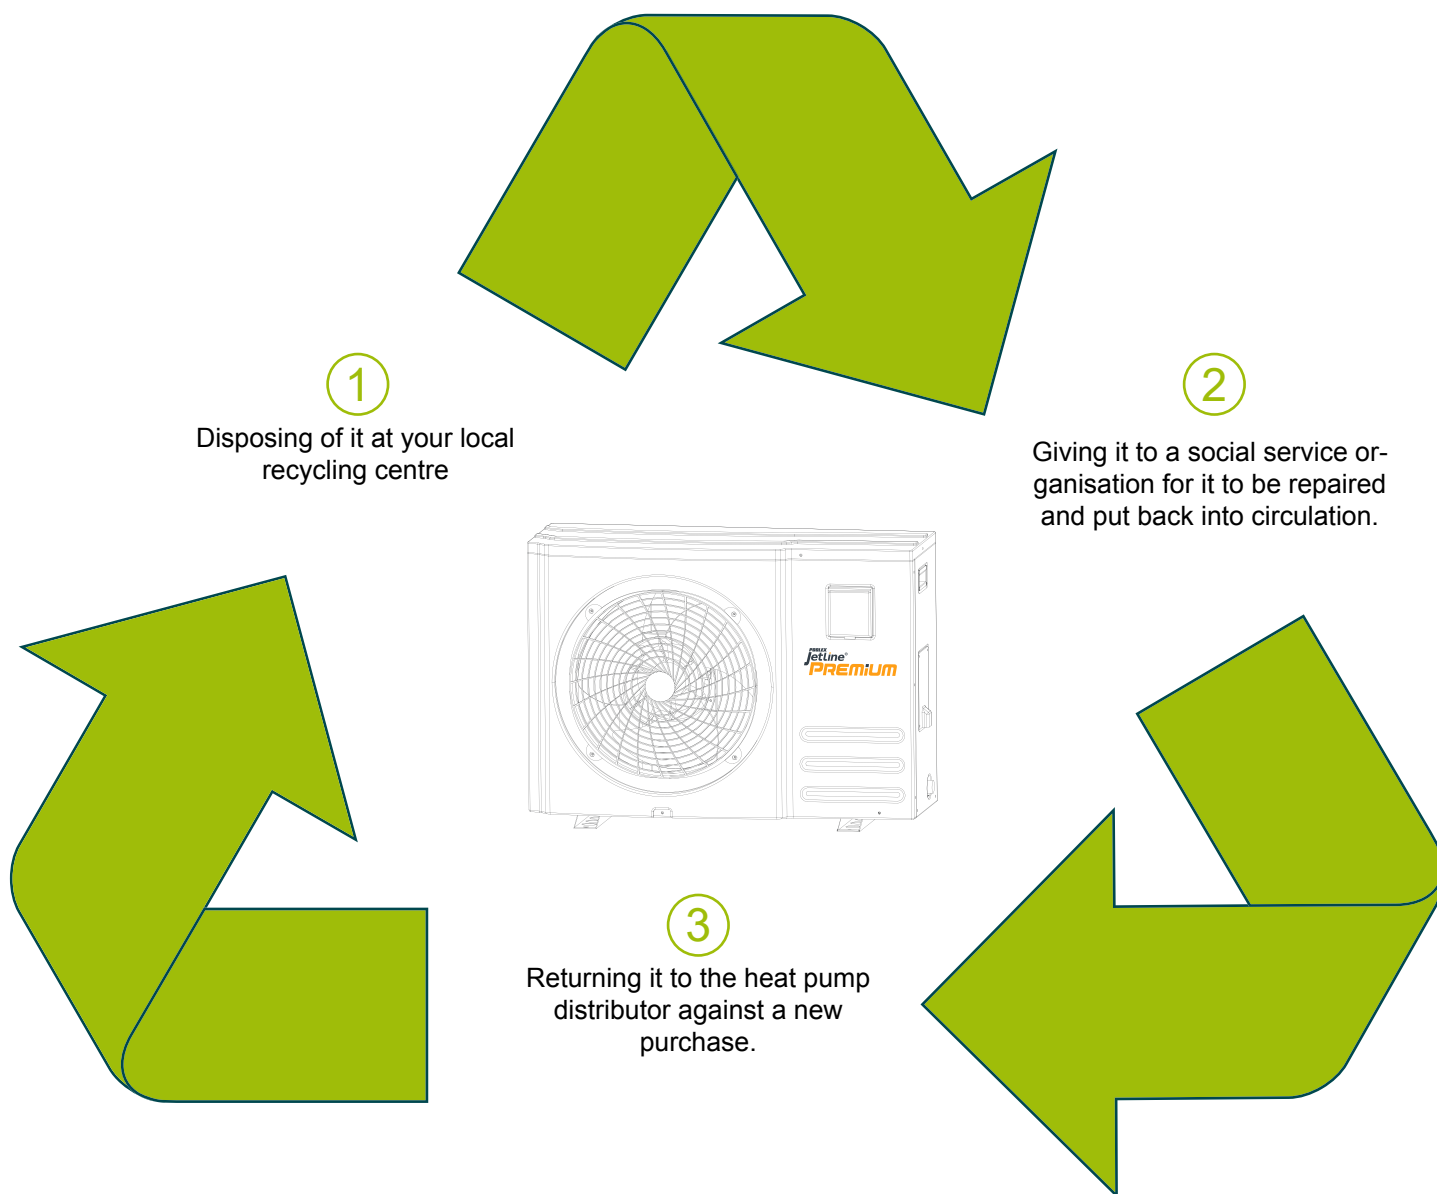 1
Disposing of it at your local
recycling centre
2
Giving it to a social service or-
ganisation for it to be repaired
and put back into circulation.
POOLEX
jetline®
PREMiUM
3
Returning it to the heat pump
distributor against a new
purchase.